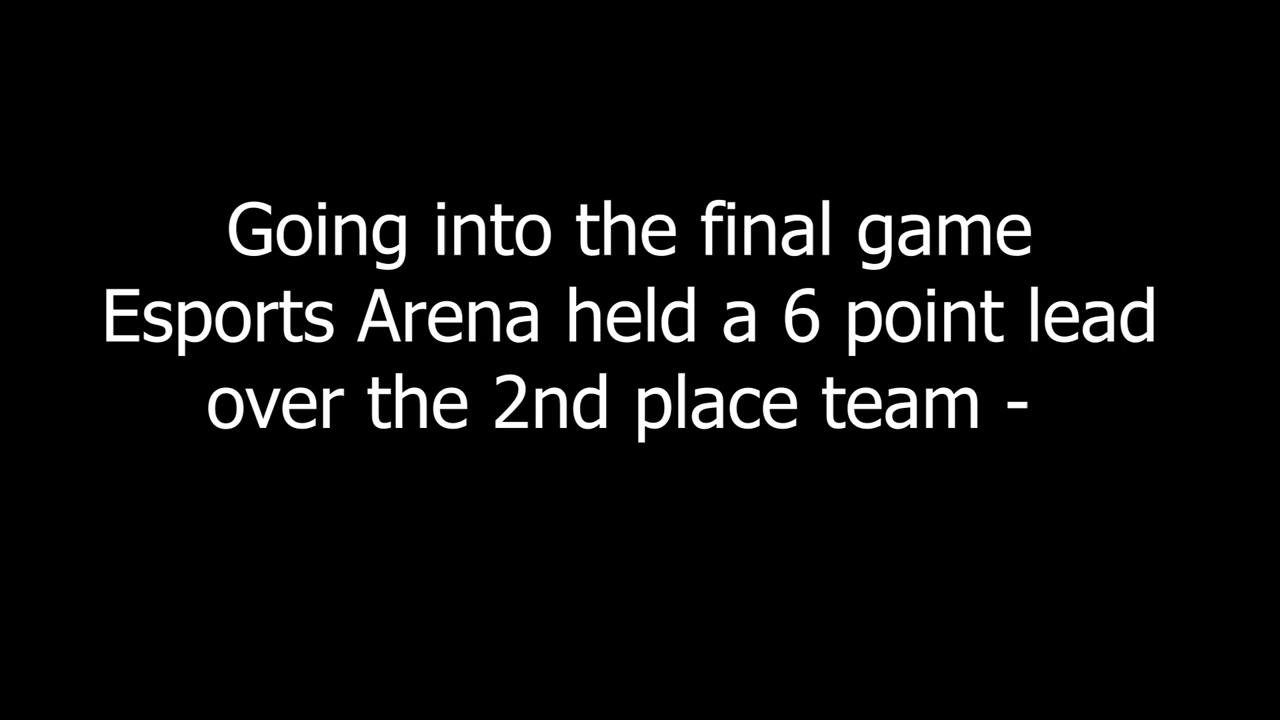 Going into the final game
Esports Arena held a 6 point lead
over the 2nd place team -